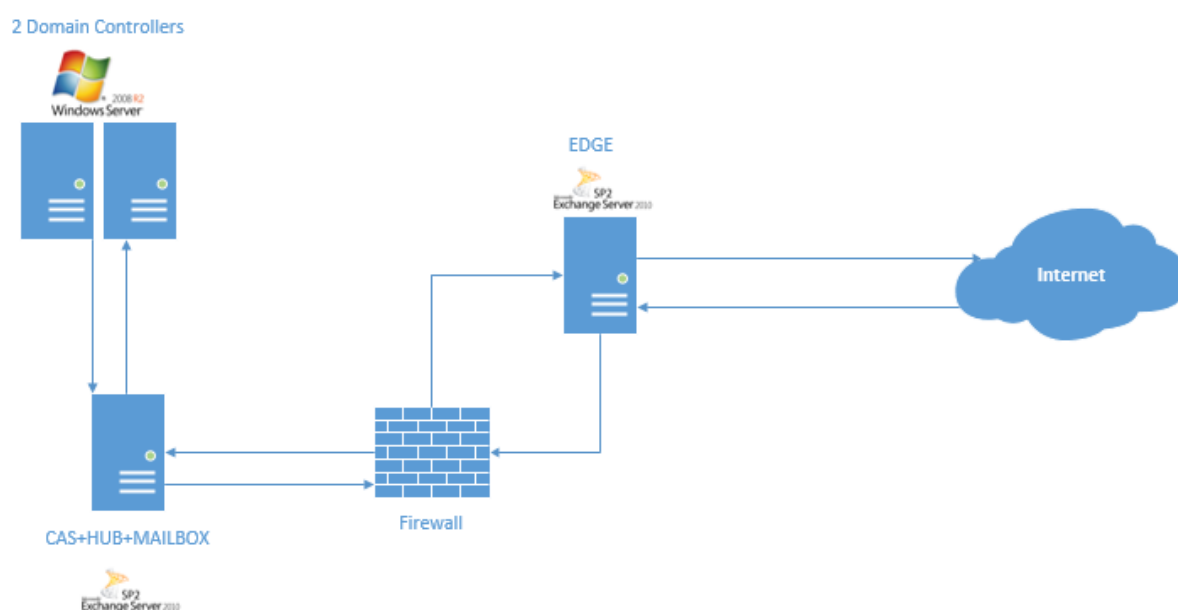 2 Domain Controllers
2008 R2
Windows Server
EDGE
SP2
Exchange Server 2010
Internet
Firewall
CAS+HUB+MAILBOX
SP2
Exchange Server 2010